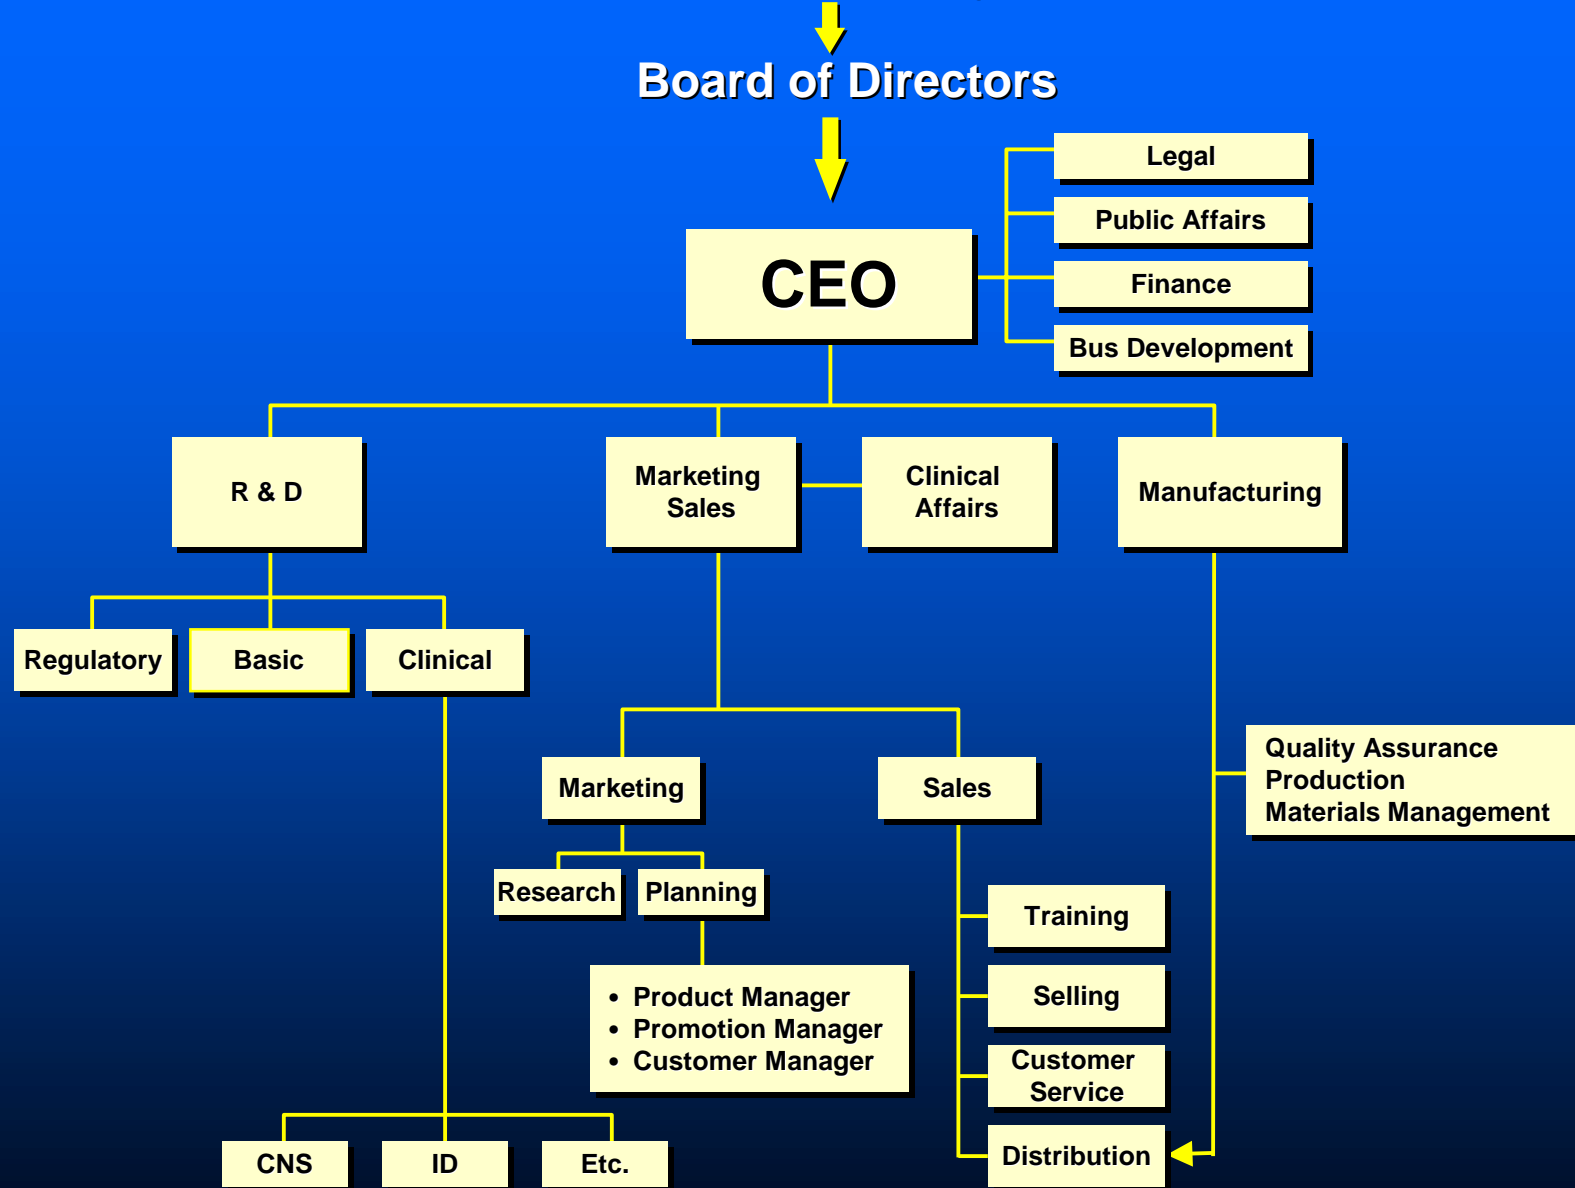 Board of Directors
Legal
Public Affairs
CEO
Finance
Bus Development
R & D
Marketing
Sales
Clinical
Affairs
Manufacturing
Regulatory
Basic
Clinical
Quality Assurance
Production
Materials Management
Marketing
Sales
Research
Planning
Training
• Product Manager
• Promotion Manager
• Customer Manager
Selling
Customer
Service
CNS
ID
Etc.
Distribution